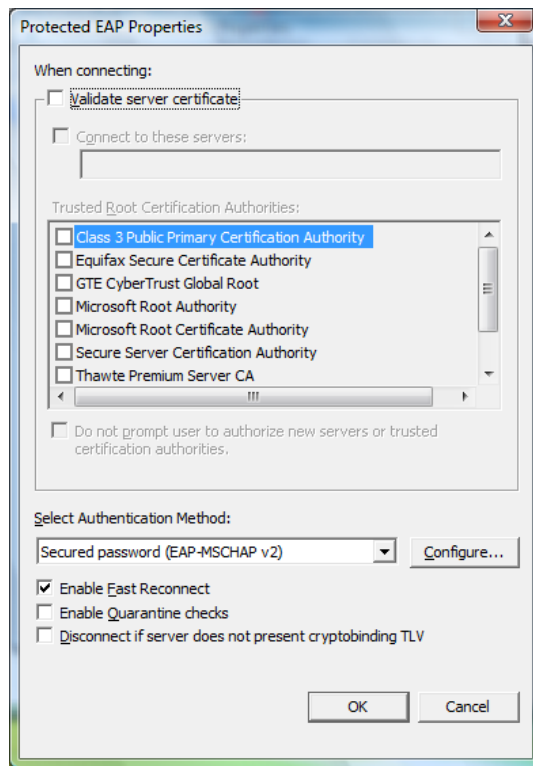 Protected EAP Properties
When connecting:
Validate server certificate
Connect to these servers:
Trusted Root Certification Authorities:
Class 3 Public Primary Certification Authority
Equifax Secure Certificate Authority
GTE CyberTrust Global Root
Microsoft Root Authority
Microsoft Root Certificate Authority
Secure Server Certification Authority
Thawte Premium Server CA
Do not prompt user to authorize new servers or trusted
certification authorities.
Select Authentication Method:
Secured password (EAP-MSCHAP v2)
Configure...
Enable Fast Reconnect
Enable Quarantine checks
Disconnect if server does not present cryptobinding TLV
OK
Cancel